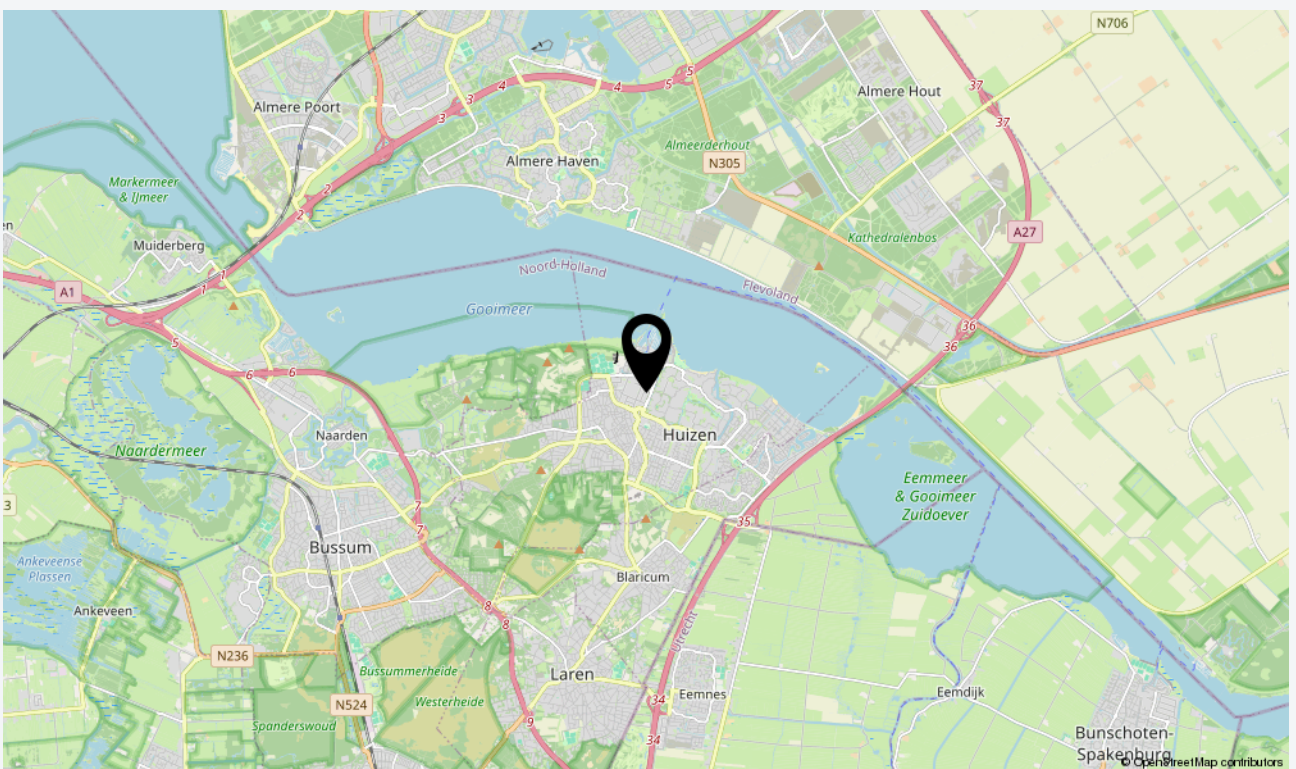 N706
Almere Hout
Almere Poort
5
4
4
5
37
3
37
3
Almere Haven
Almeerderhout
N305
Markermeer
& IJmeer
2
2
A27
Kathedralenbos
en
Muiderberg
Noord-Holland
1
1
A1
Flevoland
Gooimeer
36
36
5
6
6
Naarden
Huizen
Naardermeer
Eemmeer
& Gooimeer
Zuidoever
3
7
7
35
Bussum
Ankeveense
Plassen
Blaricum
Ankeveen
8
8
Utrecht
N236
Bussummerheide
Laren
Westerheide
34
Emnes
Eemdijk
N524
Spanderswoud
9
34
Bunschoten-
Spakenburg
© OpenStreetMap contributors